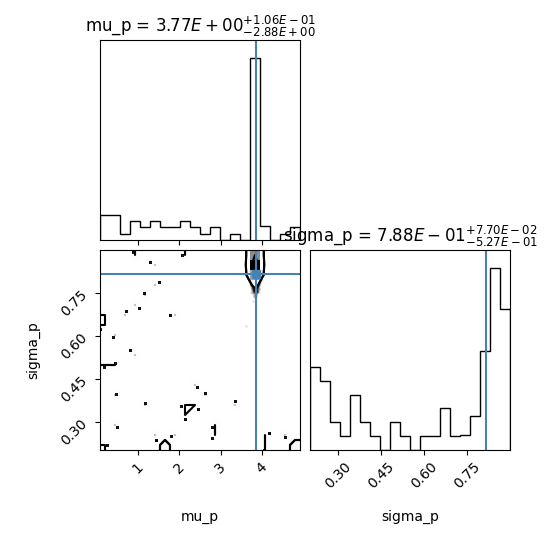 mu_p = 3.77E + 00+1.06E − 01−2.88E + 00
sigma_p = 7.88E − 01+7.70E − 02−5.27E − 01
sigma_p
0.75
0.60
0.45
0.30
1 2 3 4
0.30 0.45 0.60 0.75
mu_p
sigma_p